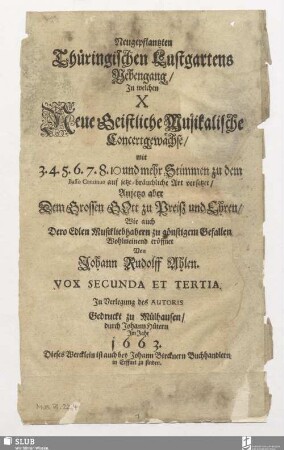 Neugepflantzten
Thüringischen Lustgartens
Nebengang/
In welchen
X
Neue Geistliche Musikalische
Concertgewächse/
mit
3. 4. 5. 6. 7. 8. 10 und mehr Stimmen zu dem
Basso Continuo auf jetzt-bräuchliche Art versetzet/
Anjetzo aber
Dem Grossen GOtt zu Preiß und Ehren/
Wie auch
Dero Edlen Musikliebhabern zu günstigem Gefallen
Wohlmeinend eröffnet
Von
Johann Rudolff Ahlen.
VOX SECUNDA ET TERTIA.
In Verlegung des AUTORIS
Gedruckt zu Mülhausen/
durch Johann Hütern
Im Jahr
1663.
Dieses Wercklein ist auch bey Johann Bircknern Buchhändlern
in Erffurt zu finden.
SLUB